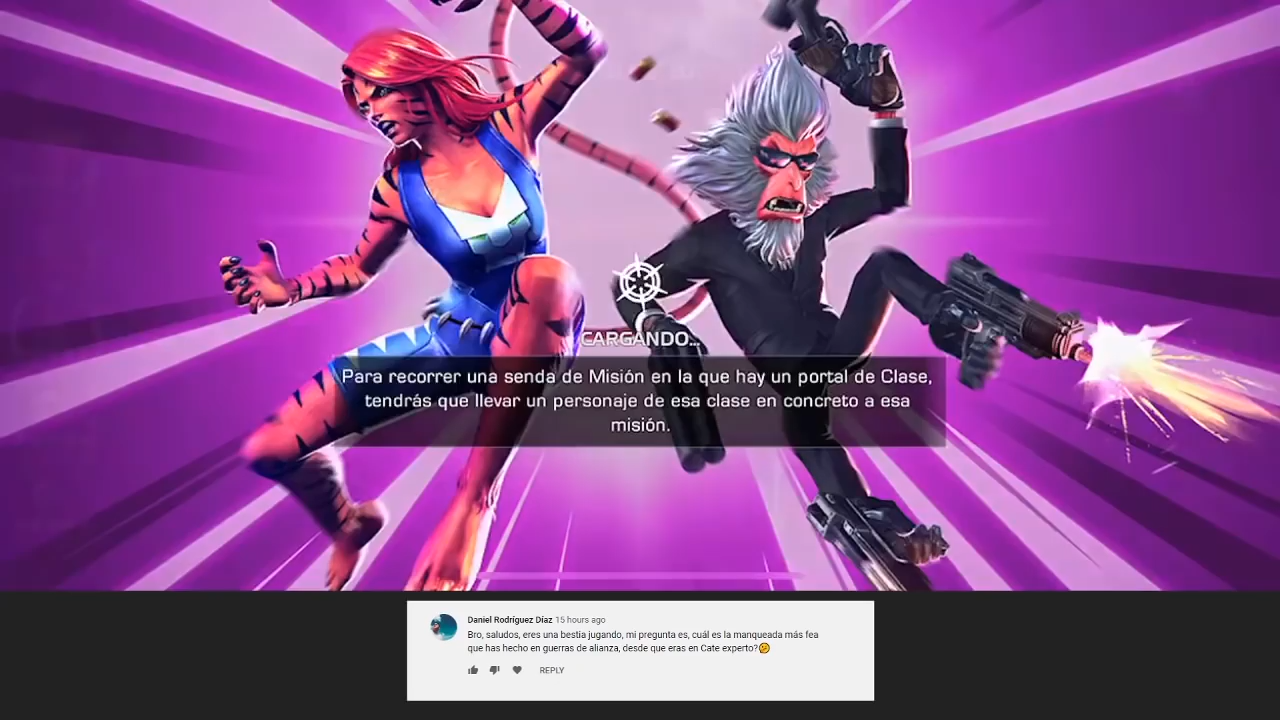 CARGANDO...
Para recorrer una senda de Misión en la que hay un portal de Clase,
tendrás que llevar un personaje de esa clase en concreto a esa
misión.
Daniel Rodríguez Díaz 15 hours ago
Bro, saludos, eres una bestia jugando, mi pregunta es, cuál es la manqueada más fea
que has hecho en guerras de alianza, desde que eras en Cate experto?🤔
REPLY